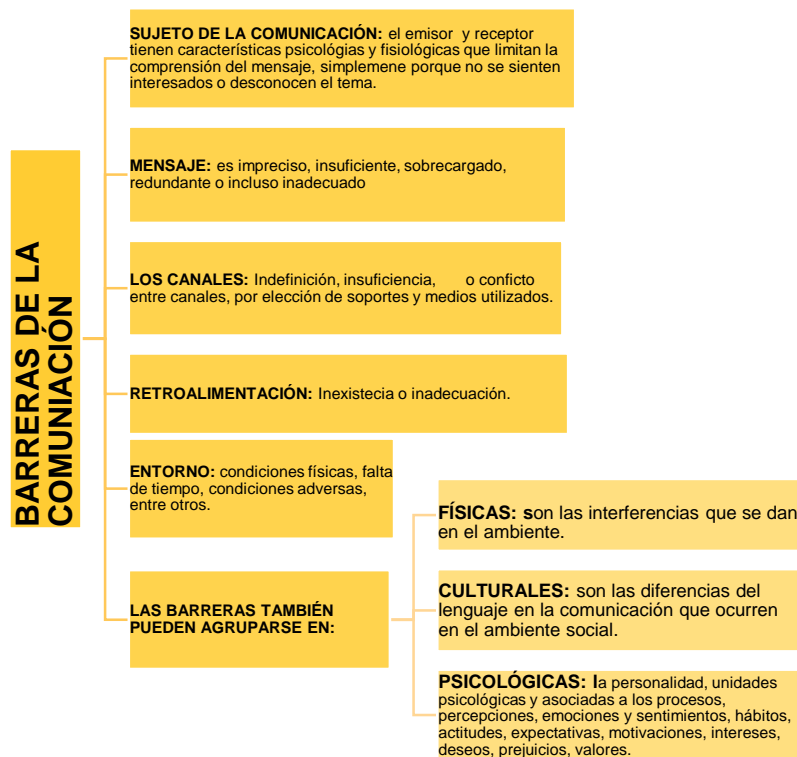 BARRERAS DE LA
COMUNIACIÓN
SUJETO DE LA COMUNICACIÓN: el emisor y receptor
tienen características psicológias y fisiológicas que limitan la
comprensión del mensaje, simplemene porque no se sienten
interesados o desconocen el tema.
MENSAJE: es impreciso, insuficiente, sobrecargado,
redundante o incluso inadecuado
LOS CANALES: Indefinición, insuficiencia, o conficto
entre canales, por elección de soportes y medios utilizados.
RETROALIMENTACIÓN: Inexistecia o inadecuación.
ENTORNO: condiciones físicas, falta
de tiempo, condiciones adversas,
entre otros.
LAS BARRERAS TAMBIÉN
PUEDEN AGRUPARSE EN:
FÍSICAS: son las interferencias que se dan
en el ambiente.
CULTURALES: son las diferencias del
lenguaje en la comunicación que ocurren
en el ambiente social.
PSICOLÓGICAS: la personalidad, unidades
psicológicas y asociadas a los procesos,
percepciones, emociones y sentimientos, hábitos,
actitudes, expectativas, motivaciones, intereses,
deseos, prejuicios, valores.